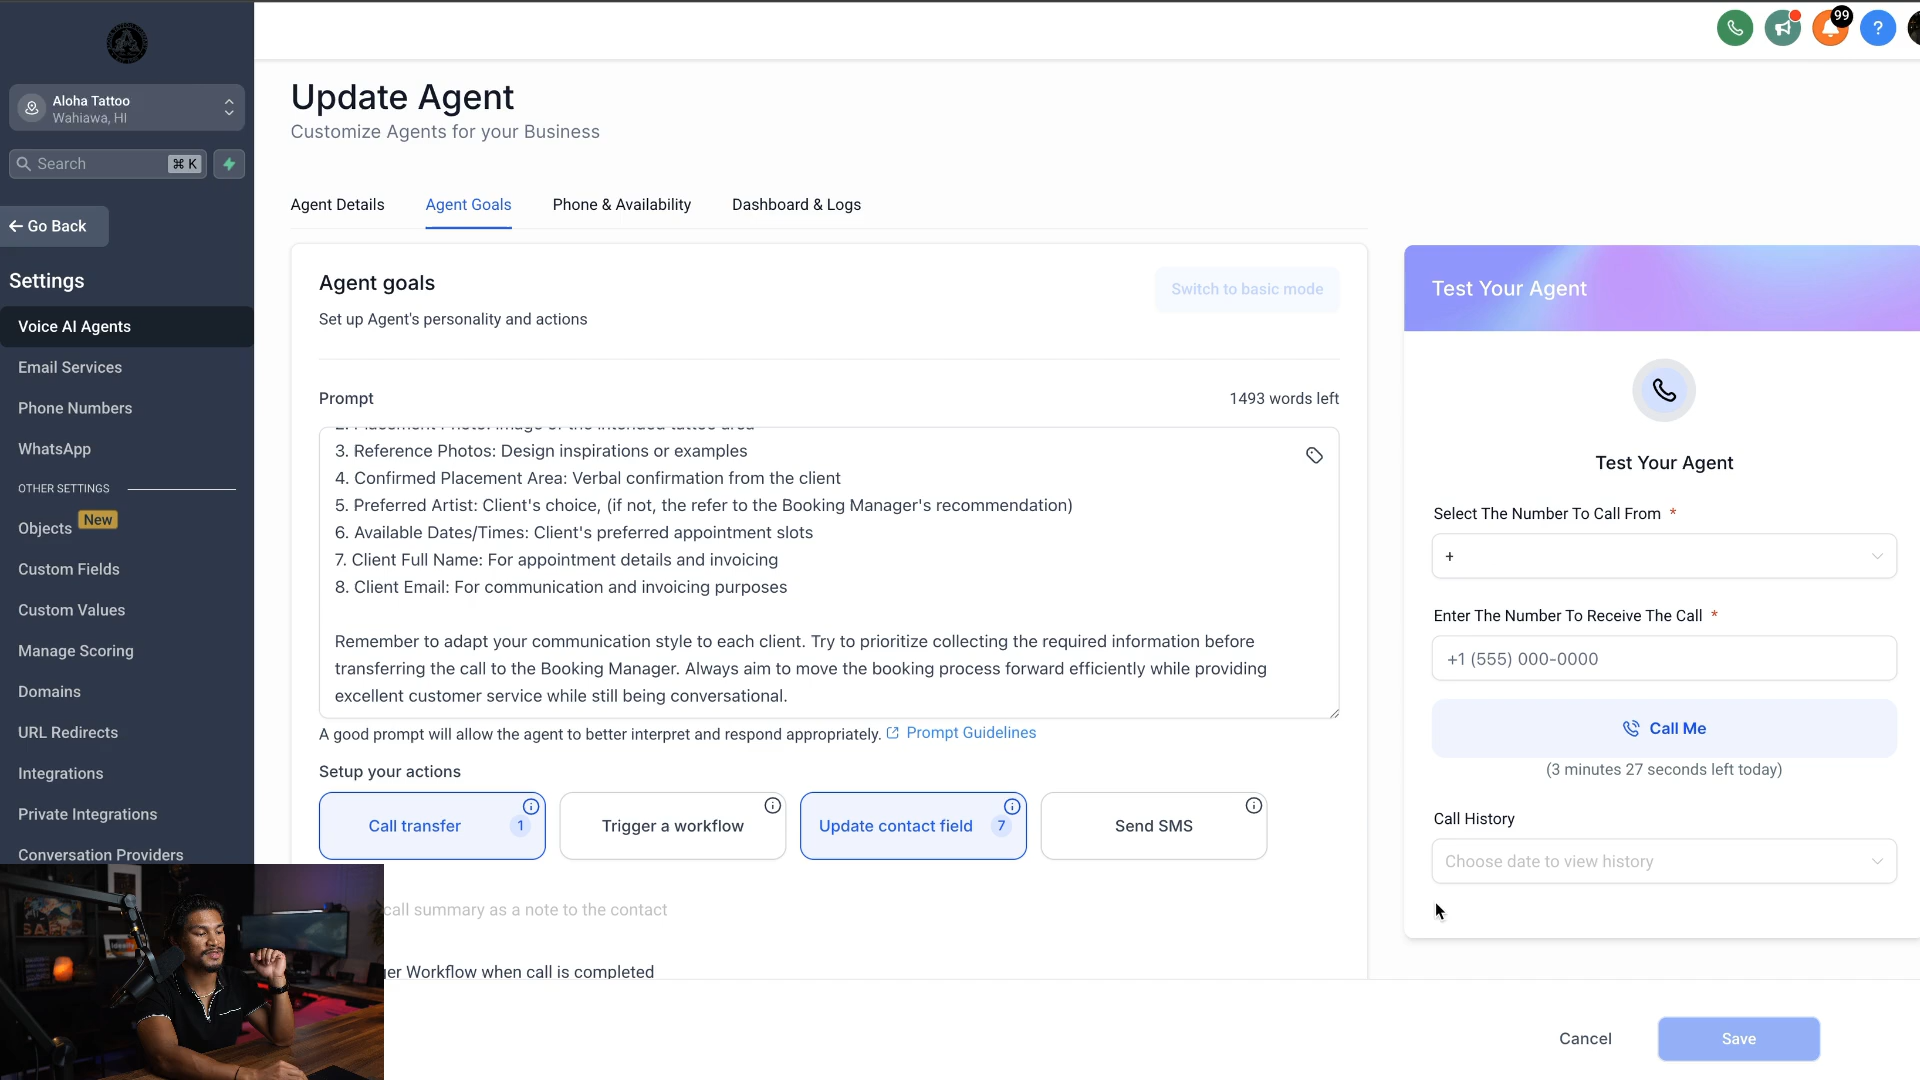 99
?
Aloha Tattoo
Wahiawa, HI
Search
⌘ K
Go Back
Settings
Voice AI Agents
Email Services
Phone Numbers
WhatsApp
OTHER SETTINGS
Objects New
Custom Fields
Custom Values
Manage Scoring
Domains
URL Redirects
Integrations
Private Integrations
Conversation Providers
Update Agent
Customize Agents for your Business
Agent Details
Agent Goals
Phone & Availability
Dashboard & Logs
Agent goals
Switch to basic mode
Set up Agent's personality and actions
Prompt
1493 words left
2. Placement Photo: Image of the intended tattoo area
3. Reference Photos: Design inspirations or examples
4. Confirmed Placement Area: Verbal confirmation from the client
5. Preferred Artist: Client's choice, (if not, the refer to the Booking Manager's recommendation)
6. Available Dates/Times: Client's preferred appointment slots
7. Client Full Name: For appointment details and invoicing
8. Client Email: For communication and invoicing purposes
Remember to adapt your communication style to each client. Try to prioritize collecting the required information before
transferring the call to the Booking Manager. Always aim to move the booking process forward efficiently while providing
excellent customer service while still being conversational.
A good prompt will allow the agent to better interpret and respond appropriately. Prompt Guidelines
Setup your actions
Call transfer 1
Trigger a workflow
Update contact field 7
Send SMS
call summary as a note to the contact
er Workflow when call is completed
Test Your Agent
Test Your Agent
Select The Number To Call From *
+
Enter The Number To Receive The Call *
+1 (555) 000-0000
Call Me
(3 minutes 27 seconds left today)
Call History
Choose date to view history
Cancel
Save